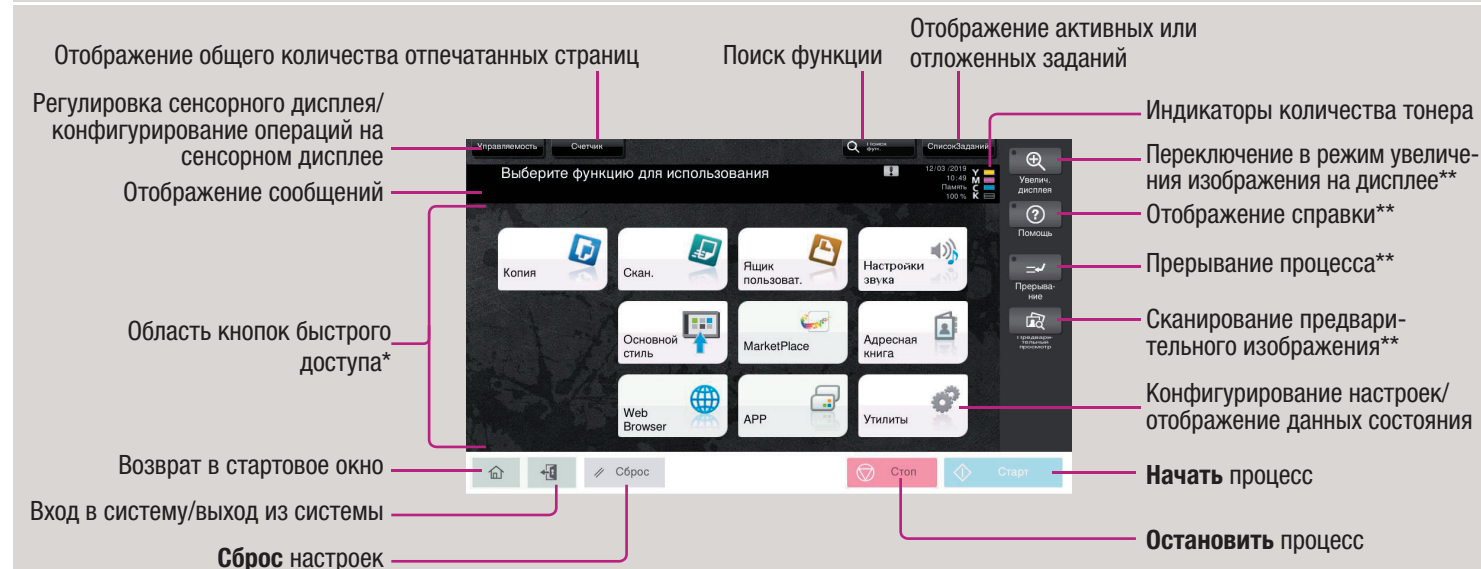 Отображение активных или
отложенных заданий
Отображение общего количества отпечатанных страниц
Поиск функции
Регулировка сенсорного дисплея/
конфигурирование операций на
сенсорном дисплее
Отображение сообщений
Область кнопок быстрого
доступа*
Возврат в стартовое окно
Вход в систему/выход из системы
Сброс настроек
Управляемость
Счетчик
Поиск
фун.
СписокЗаданий
Выберите функцию для использования
12/03 /2019
10:49
Память
100 %
Y
M
C
K
Копия
Скан.
Ящик
пользоват.
Настройки
звука
Основной
стиль
MarketPlace
Адресная
книга
Web
Browser
APP
Утилиты
Увелич.
дисплея
Помощь
Прерыва-
ние
Предвари-
тельный
просмотр
Сброс
Стоп
Старт
Индикаторы количества тонера
Переключение в режим увеличе-
ния изображения на дисплее**
Отображение справки**
Прерывание процесса**
Сканирование предвари-
тельного изображения**
Конфигурирование настроек/
отображение данных состояния
Начать процесс
Остановить процесс